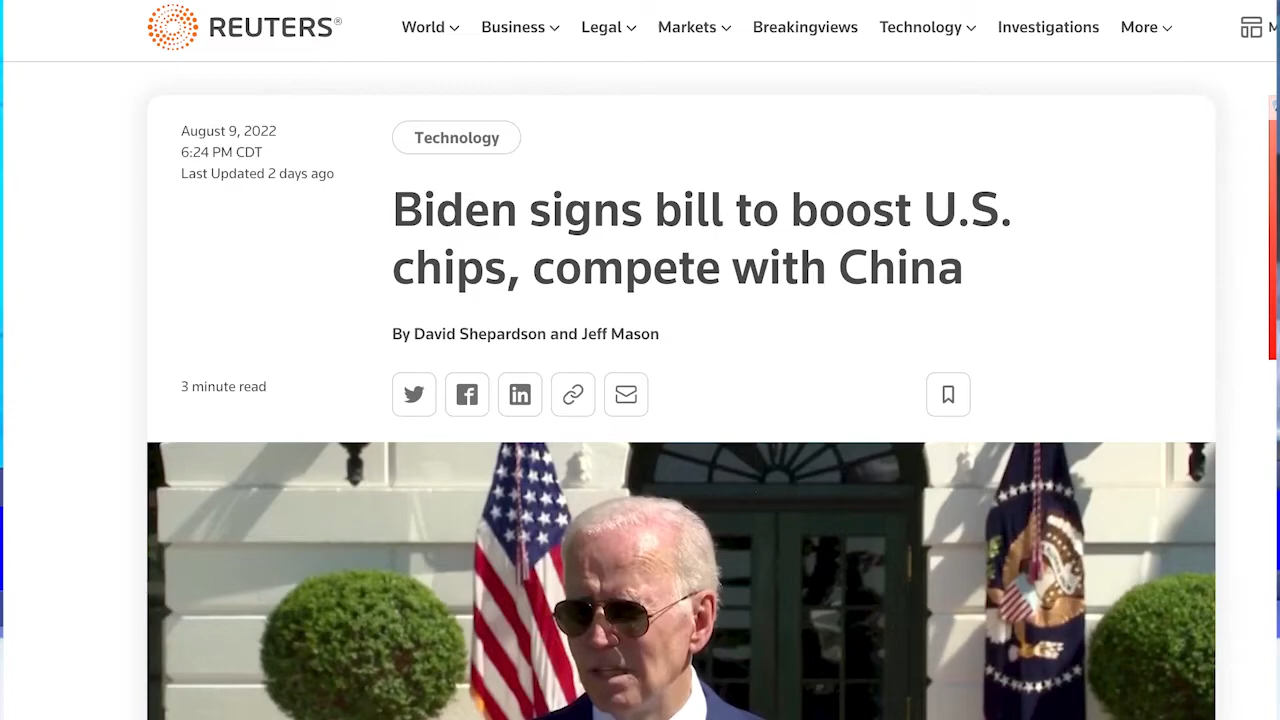 REUTERS®
World Business Legal Markets Breakingviews Technology Investigations More
August 9, 2022
6:24 PM CDT
Last Updated 2 days ago
Technology
Biden signs bill to boost U.S.
chips, compete with China
By David Shepardson and Jeff Mason
3 minute read